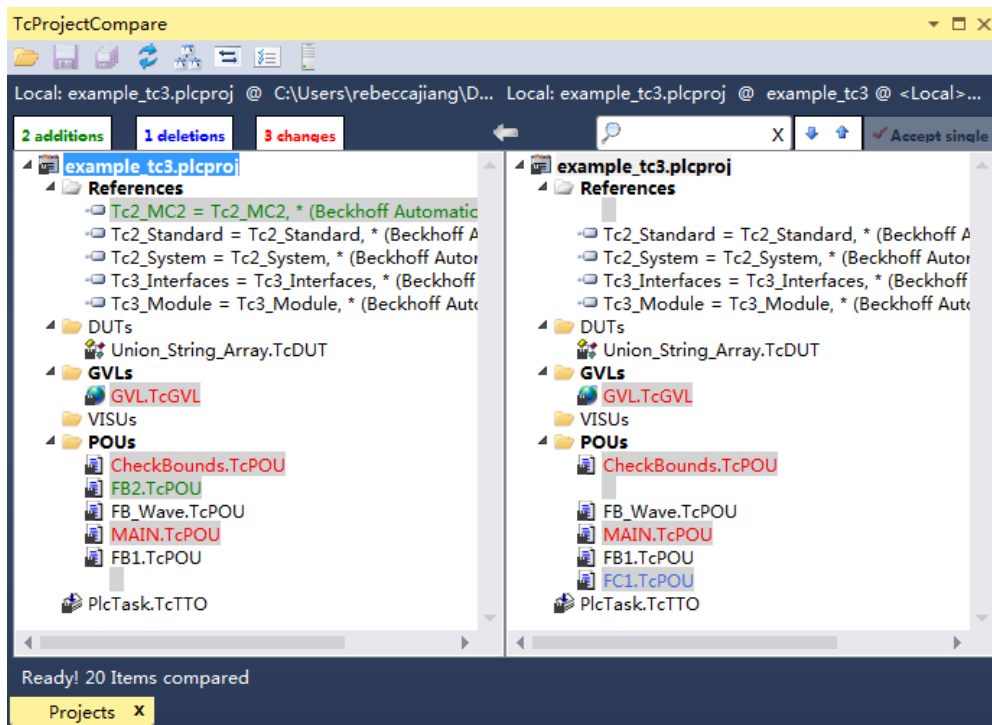 TcProjectCompare
Local: example_tc3.plcproj @ C:\Users\rebeccajiang\D... Local: example_tc3.plcproj @ example_tc3 @ <Local>...
2 additions 1 deletions 3 changes X Accept single
example_tc3.plcproj
References
Tc2_MC2 = Tc2_MC2, * (Beckhoff Automatic
Tc2_Standard = Tc2_Standard, * (Beckhoff A
Tc2_System = Tc2_System, * (Beckhoff Autor
Tc3_Interfaces = Tc3_Interfaces, * (Beckhoff
Tc3_Module = Tc3_Module, * (Beckhoff Auto
DUTs
Union_String_Array.TcDUT
GVLs
GVL.TcGVL
VISUs
POUs
CheckBounds.TcPOU
FB2.TcPOU
FB_Wave.TcPOU
MAIN.TcPOU
FB1.TcPOU
PlcTask.TcTTO
example_tc3.plcproj
References
Tc2_Standard = Tc2_Standard, * (Beckhoff A
Tc2_System = Tc2_System, * (Beckhoff Autor
Tc3_Interfaces = Tc3_Interfaces, * (Beckhoff
Tc3_Module = Tc3_Module, * (Beckhoff Auto
DUTs
Union_String_Array.TcDUT
GVLs
GVL.TcGVL
VISUs
POUs
CheckBounds.TcPOU
FB_Wave.TcPOU
MAIN.TcPOU
FB1.TcPOU
FC1.TcPOU
PlcTask.TcTTO
Ready! 20 Items compared
Projects X